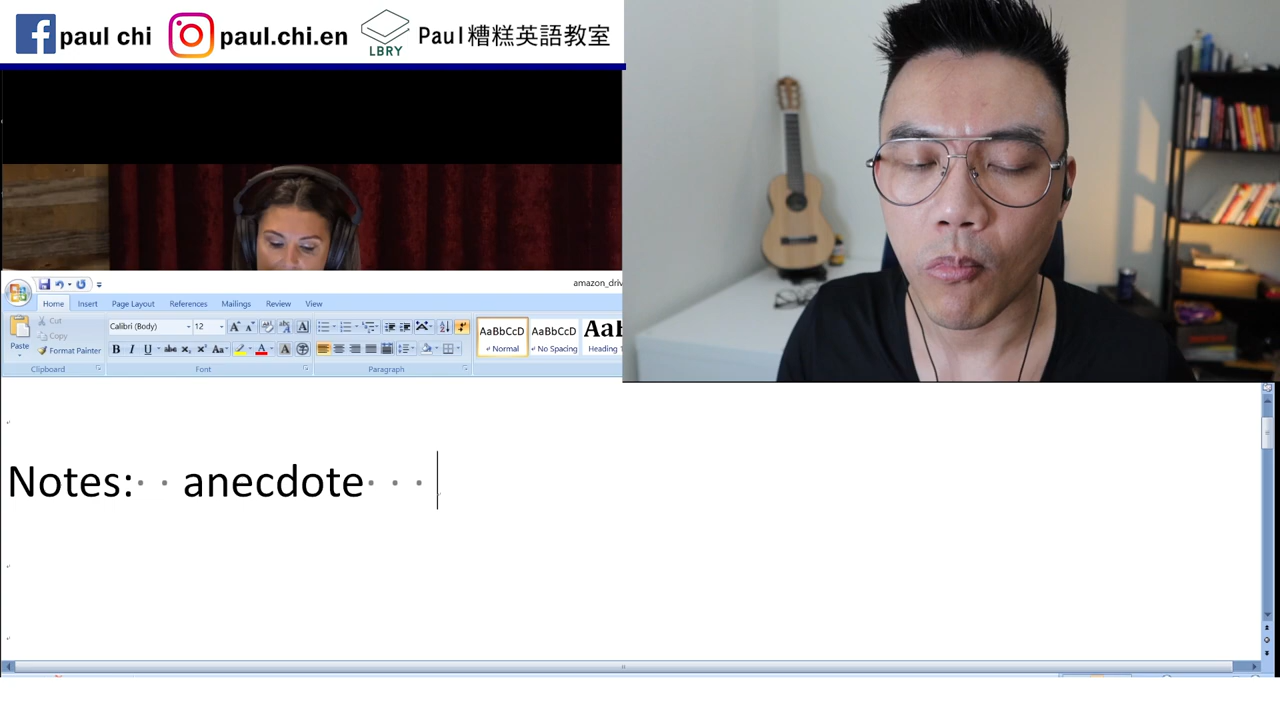 paul chi
paul.chi.en
LBRY
Paul糟糕英語教室
amazon_driv
Home Insert Page Layout References Mailings Review View
Paste
Cut
Copy
Format Painter
Calibri (Body) 12
AaBbCcD AaBbCcD AaB
Normal No Spacing Heading 1
Clipboard Font Paragraph
Notes: anecdote